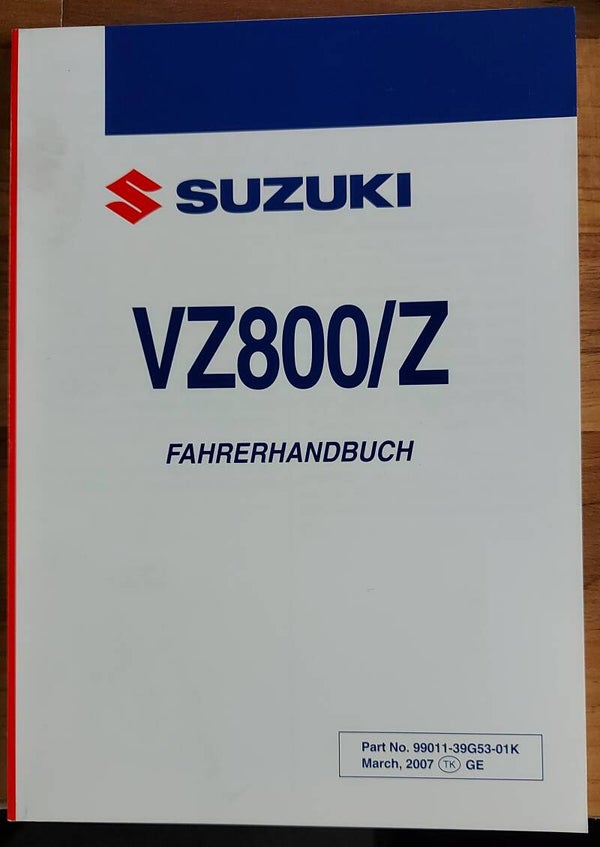 SUZUKI
VZ800/Z
FAHRERHANDBUCH
Part No. 99011-39G53-01K
March, 2007 TK GE